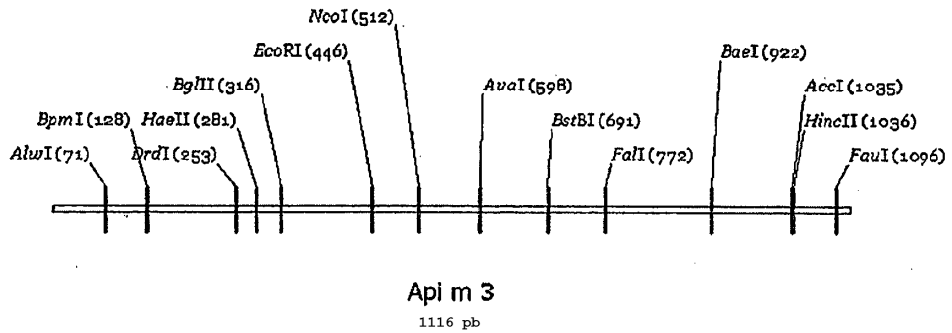 NcoI(512)
EcoRI(446)
BaeI(922)
BglII(316)
AvaI(598)
AccI(1035)
BpmI(128)
HaeII(281)
BstBI(691)
HincII(1036)
AlwI(71)
DrdI(253)
FalI(772)
FauI(1096)
Api m 3
1116 pb